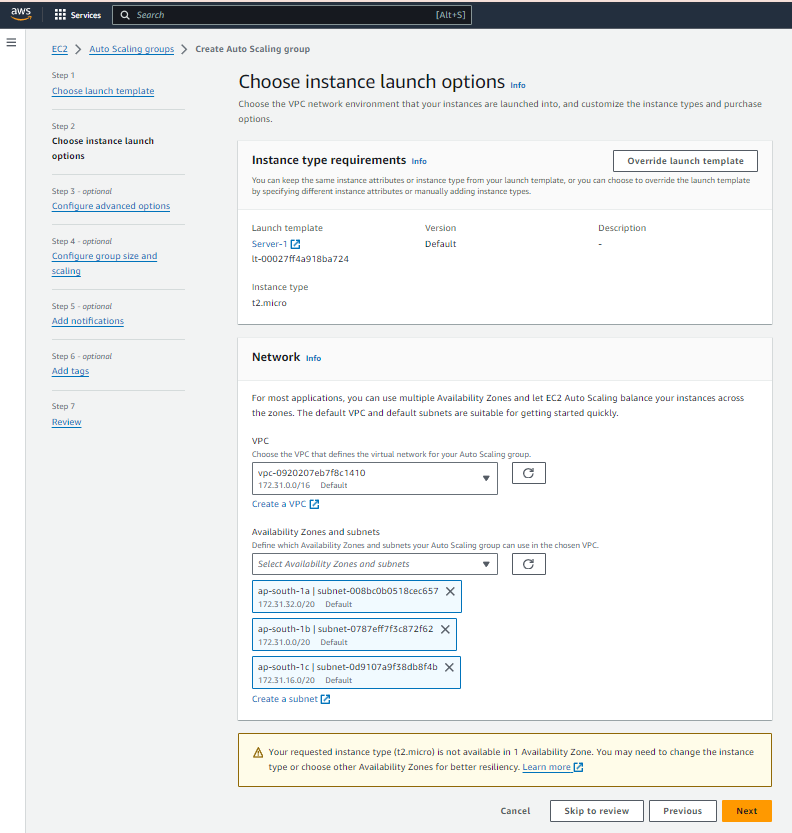 aws
Services
Search
[Alt+S]
EC2 > Auto Scaling groups > Create Auto Scaling group
Step 1
Choose launch template
Step 2
Choose instance launch
options
Step 3 - optional
Configure advanced options
Step 4 - optional
Configure group size and
scaling
Step 5 - optional
Add notifications
Step 6 - optional
Add tags
Step 7
Review
Choose instance launch options Info
Choose the VPC network environment that your instances are launched into, and customize the instance types and purchase
options.
Instance type requirements Info
Override launch template
You can keep the same instance attributes or instance type from your launch template, or you can choose to override the launch template
by specifying different instance attributes or manually adding instance types.
Launch template
Server-1
lt-00027ff4a918ba724
Version
Default
Description
-
Instance type
t2.micro
Network Info
For most applications, you can use multiple Availability Zones and let EC2 Auto Scaling balance your instances across
the zones. The default VPC and default subnets are suitable for getting started quickly.
VPC
Choose the VPC that defines the virtual network for your Auto Scaling group.
vpc-0920207eb7f8c1410
172.31.0.0/16 Default
Create a VPC
Availability Zones and subnets
Define which Availability Zones and subnets your Auto Scaling group can use in the chosen VPC.
Select Availability Zones and subnets
ap-south-1a | subnet-008bc0b0518cec657
172.31.32.0/20 Default
ap-south-1b | subnet-0787eff7f3c872f62
172.31.0.0/20 Default
ap-south-1c | subnet-0d9107a9f38db8f4b
172.31.16.0/20 Default
Create a subnet
Your requested instance type (t2.micro) is not available in 1 Availability Zone. You may need to change the instance
type or choose other Availability Zones for better resiliency. Learn more
Cancel
Skip to review
Previous
Next